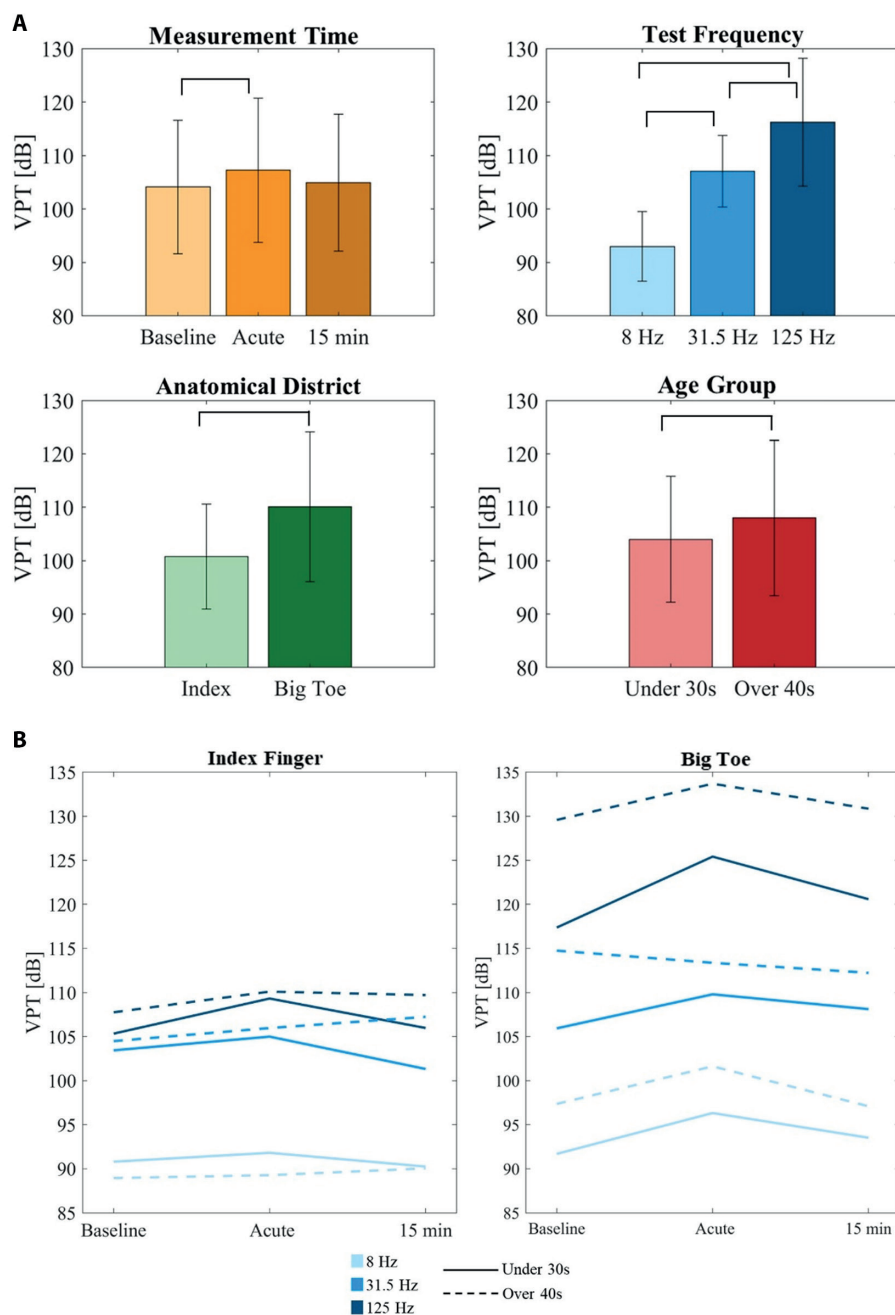 A
Measurement Time
130
120
110
100
90
80
VPT [dB]
Baseline Acute 15 min
Test Frequency
130
120
110
100
90
80
VPT [dB]
8 Hz 31.5 Hz 125 Hz
Anatomical District
130
120
110
100
90
80
VPT [dB]
Index Big Toe
Age Group
130
120
110
100
90
80
VPT [dB]
Under 30s Over 40s
B
Index Finger
135
130
125
120
115
110
105
100
95
90
85
VPT [dB]
Baseline Acute 15 min
Big Toe
135
130
125
120
115
110
105
100
95
90
85
VPT [dB]
Baseline Acute 15 min
8 Hz
31.5 Hz
125 Hz
Under 30s
Over 40s